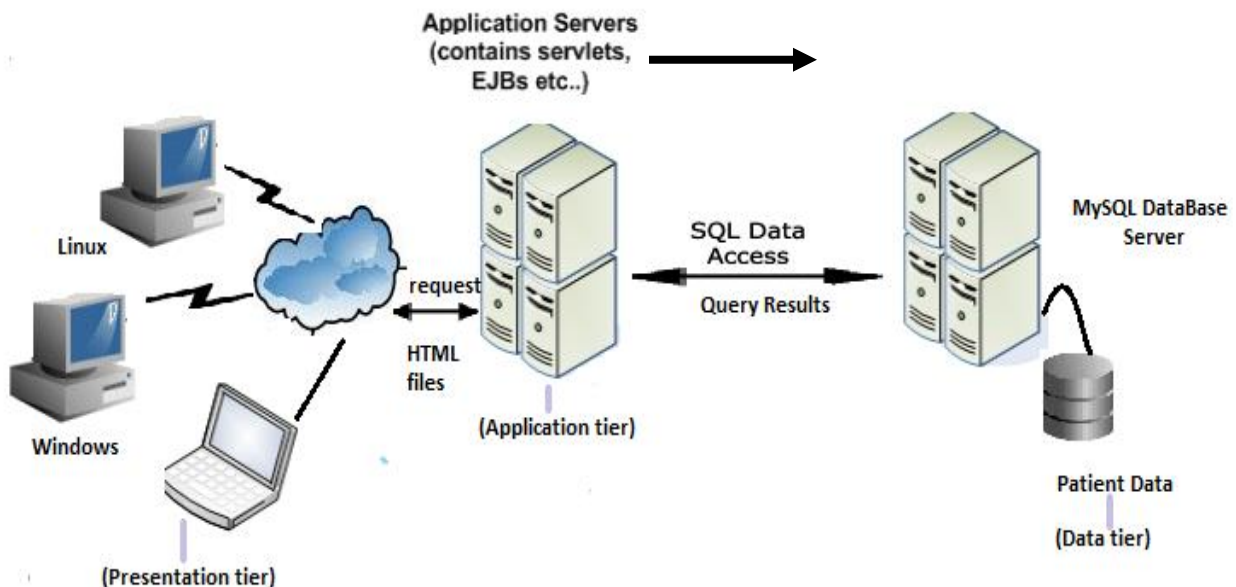 Application Servers
(contains servlets,
EJBs etc..)
Linux
Windows
request
HTML
files
(Application tier)
SQL Data
Access
Query Results
MySQL DataBase
Server
Patient Data
(Data tier)
(Presentation tier)